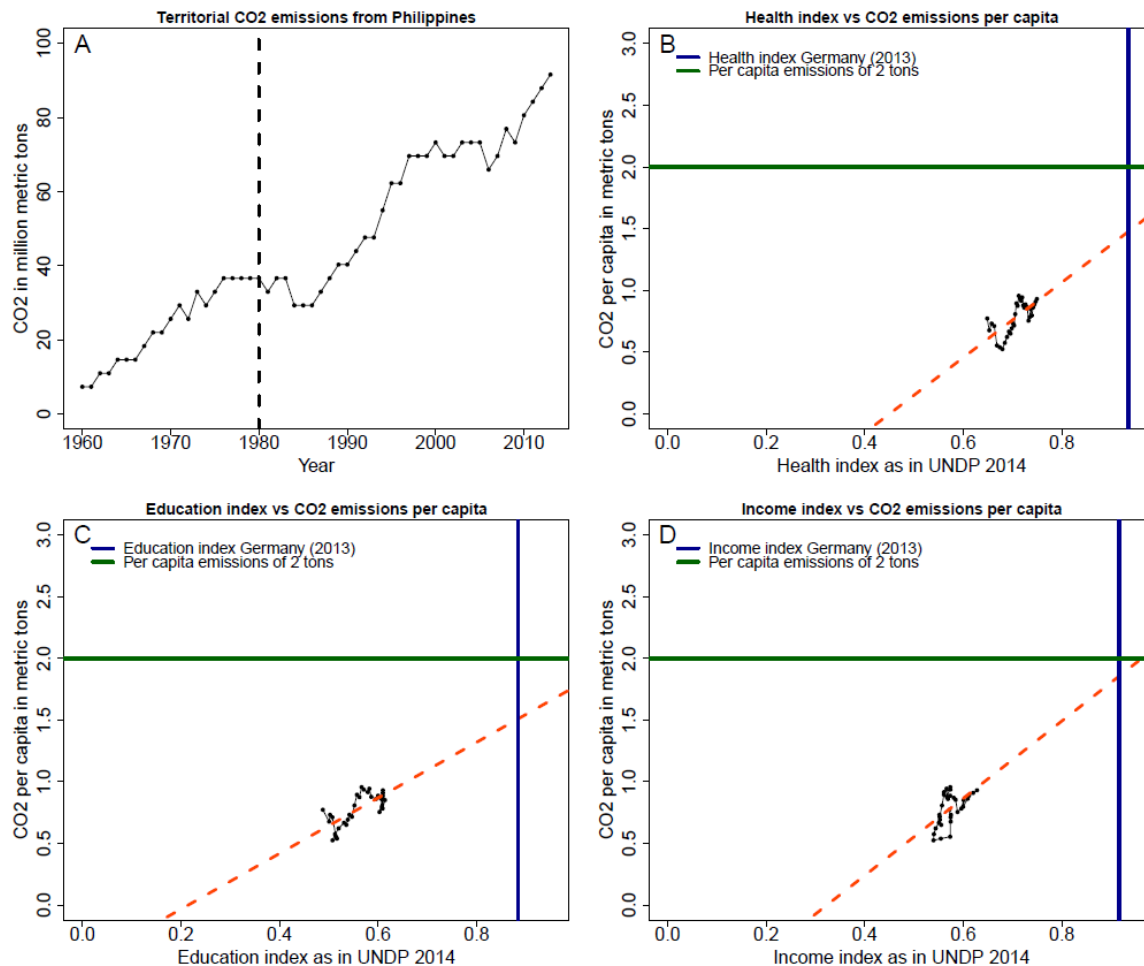 Territorial CO2 emissions from Philippines
A
CO2 in million metric tons
100
80
60
40
20
0
1960 1970 1980 1990 2000 2010
Year
Health index vs CO2 emissions per capita
B
Health index Germany (2013)
Per capita emissions of 2 tons
CO2 per capita in metric tons
3.0
2.5
2.0
1.5
1.0
0.5
0.0
0.0 0.2 0.4 0.6 0.8
Health index as in UNDP 2014
Education index vs CO2 emissions per capita
C
Education index Germany (2013)
Per capita emissions of 2 tons
CO2 per capita in metric tons
3.0
2.5
2.0
1.5
1.0
0.5
0.0
0.0 0.2 0.4 0.6 0.8
Education index as in UNDP 2014
Income index vs CO2 emissions per capita
D
Income index Germany (2013)
Per capita emissions of 2 tons
CO2 per capita in metric tons
3.0
2.5
2.0
1.5
1.0
0.5
0.0
0.0 0.2 0.4 0.6 0.8
Income index as in UNDP 2014